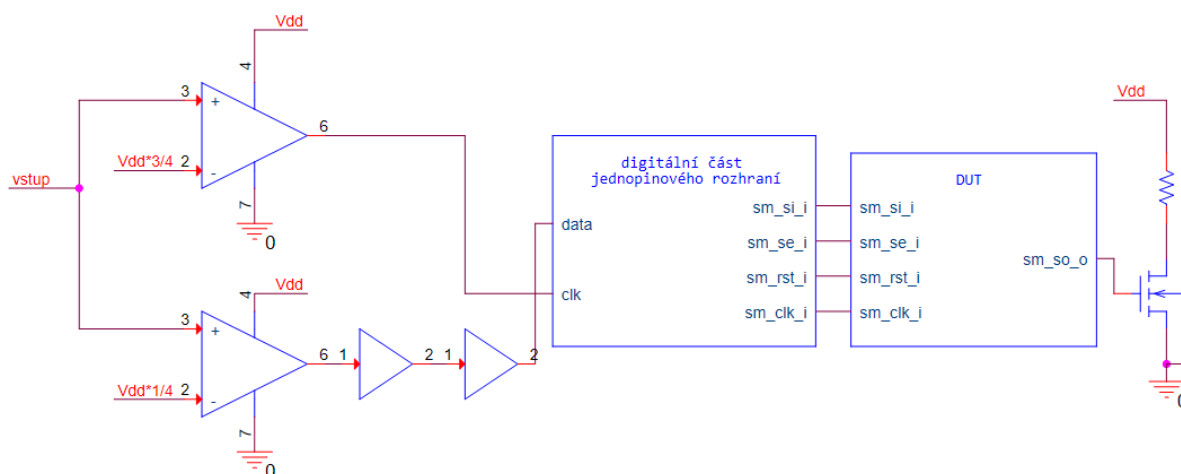 Vdd
4
3
+
6
Vdd*3/4
2
-
vstup
7
0
digitální část
jednopinového rozhraní
data
clk
sm_si_i
sm_se_i
sm_rst_i
sm_clk_i
DUT
sm_si_i
sm_se_i
sm_rst_i
sm_clk_i
sm_so_o
Vdd
0
Vdd
4
3
+
6
1
2
1
2
Vdd*1/4
2
-
7
0